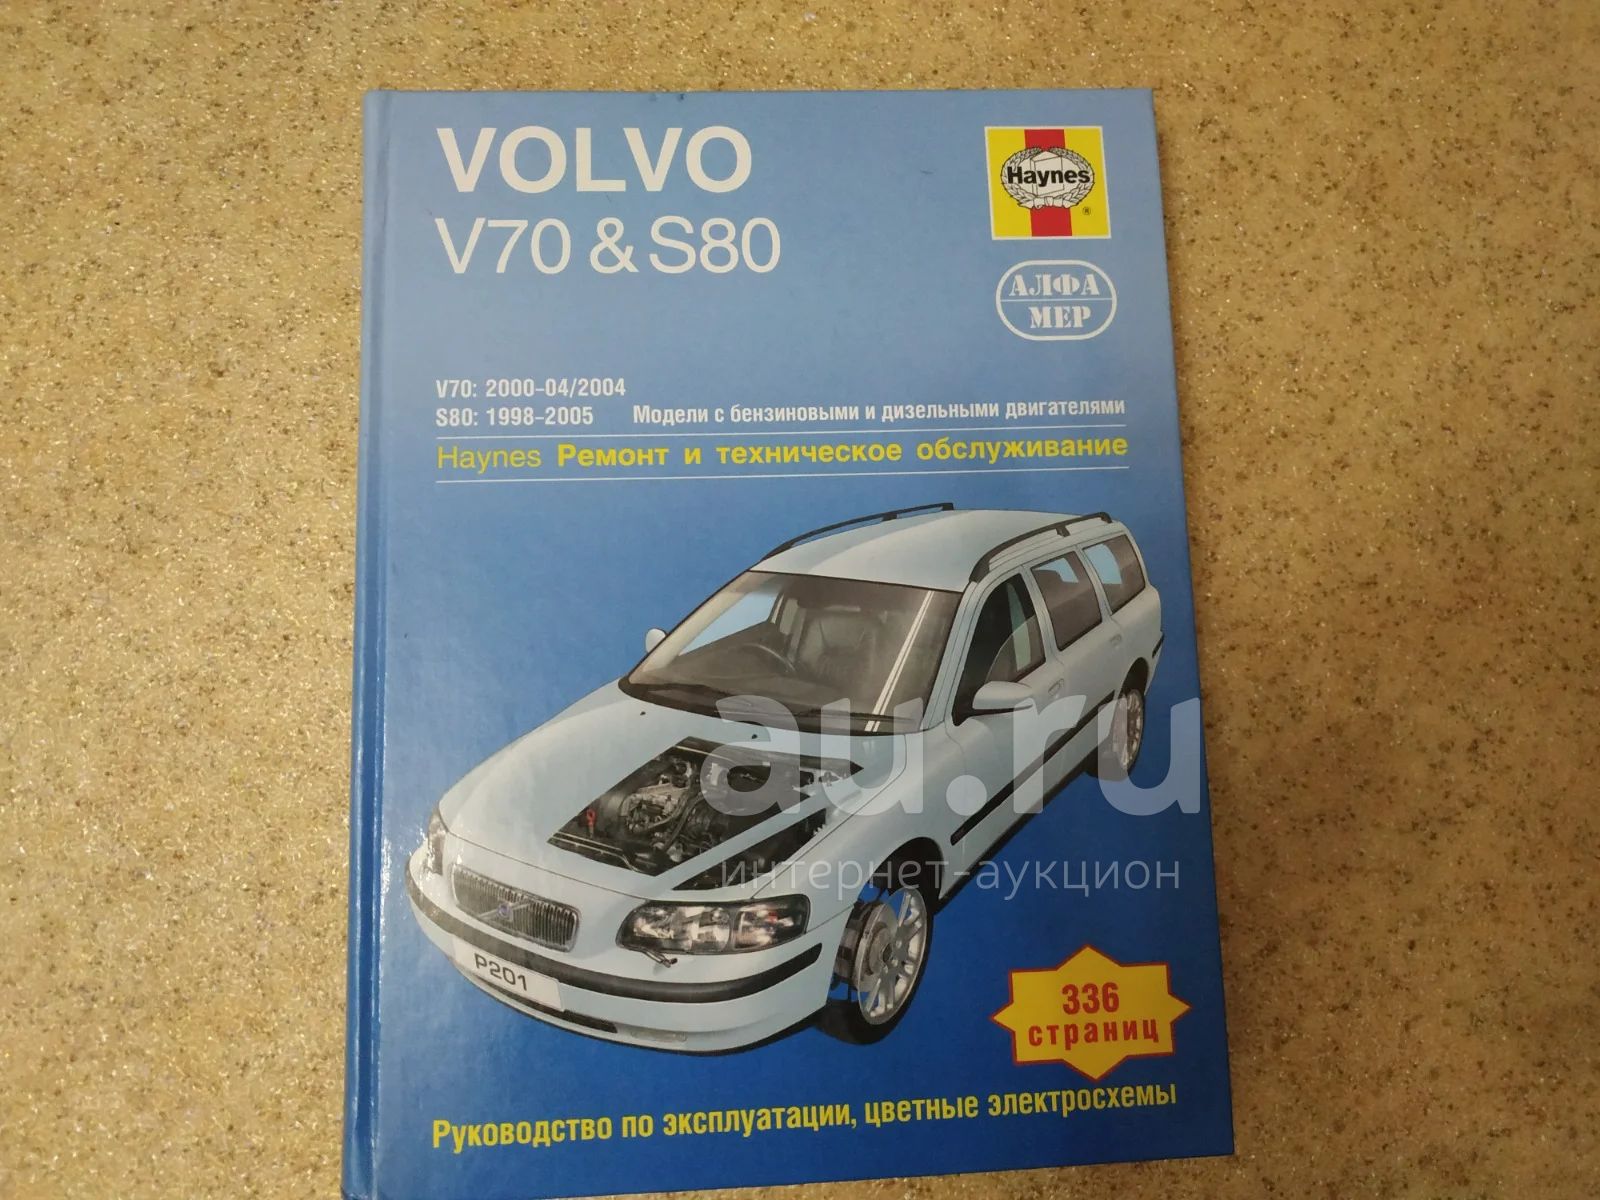 VOLVO
V70 & S80
Haynes
®
АЛФА
МЕР
V70: 2000-04/2004
S80: 1998-2005 Модели с бензиновыми и дизельными двигателями
Haynes Ремонт и техническое обслуживание
au.ru
интернет-аукцион
P201
336
страниц
Руководство по эксплуатации, цветные электросхемы